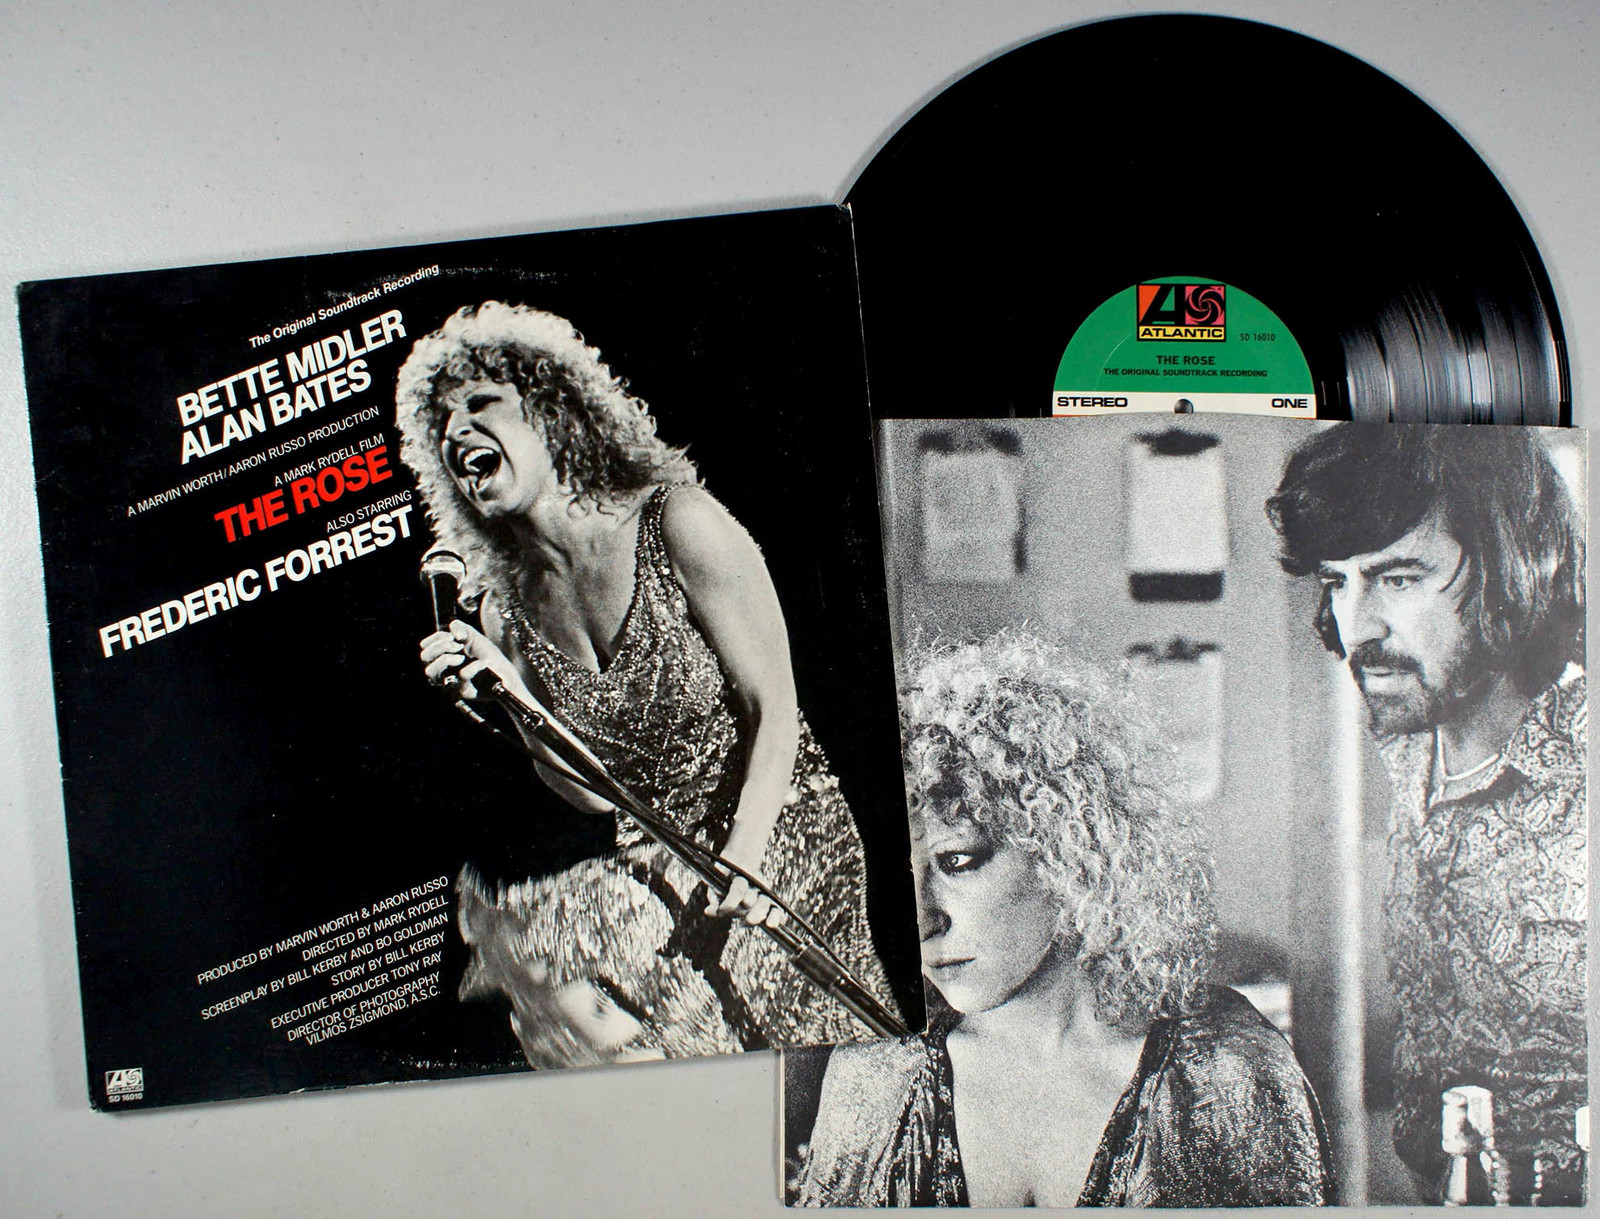 The Original Soundtrack Recording
BETTE MIDLER
ALAN BATES
A MARVIN WORTH/AARON RUSSO PRODUCTION
A MARK RYDELL FILM
THE ROSE
ALSO STARRING
FREDERIC FORREST
PRODUCED BY MARVIN WORTH & AARON RUSSO
DIRECTED BY MARK RYDELL
SCREENPLAY BY BILL KERBY AND BO GOLDMAN
STORY BY BILL KERBY
EXECUTIVE PRODUCER TONY RAY
DIRECTOR OF PHOTOGRAPHY
VILMOS ZSIGMOND, A.S.C.
ATLANTIC
SD 16010
ATLANTIC
SD 16010
THE ROSE
THE ORIGINAL SOUNDTRACK RECORDING
STEREO ONE